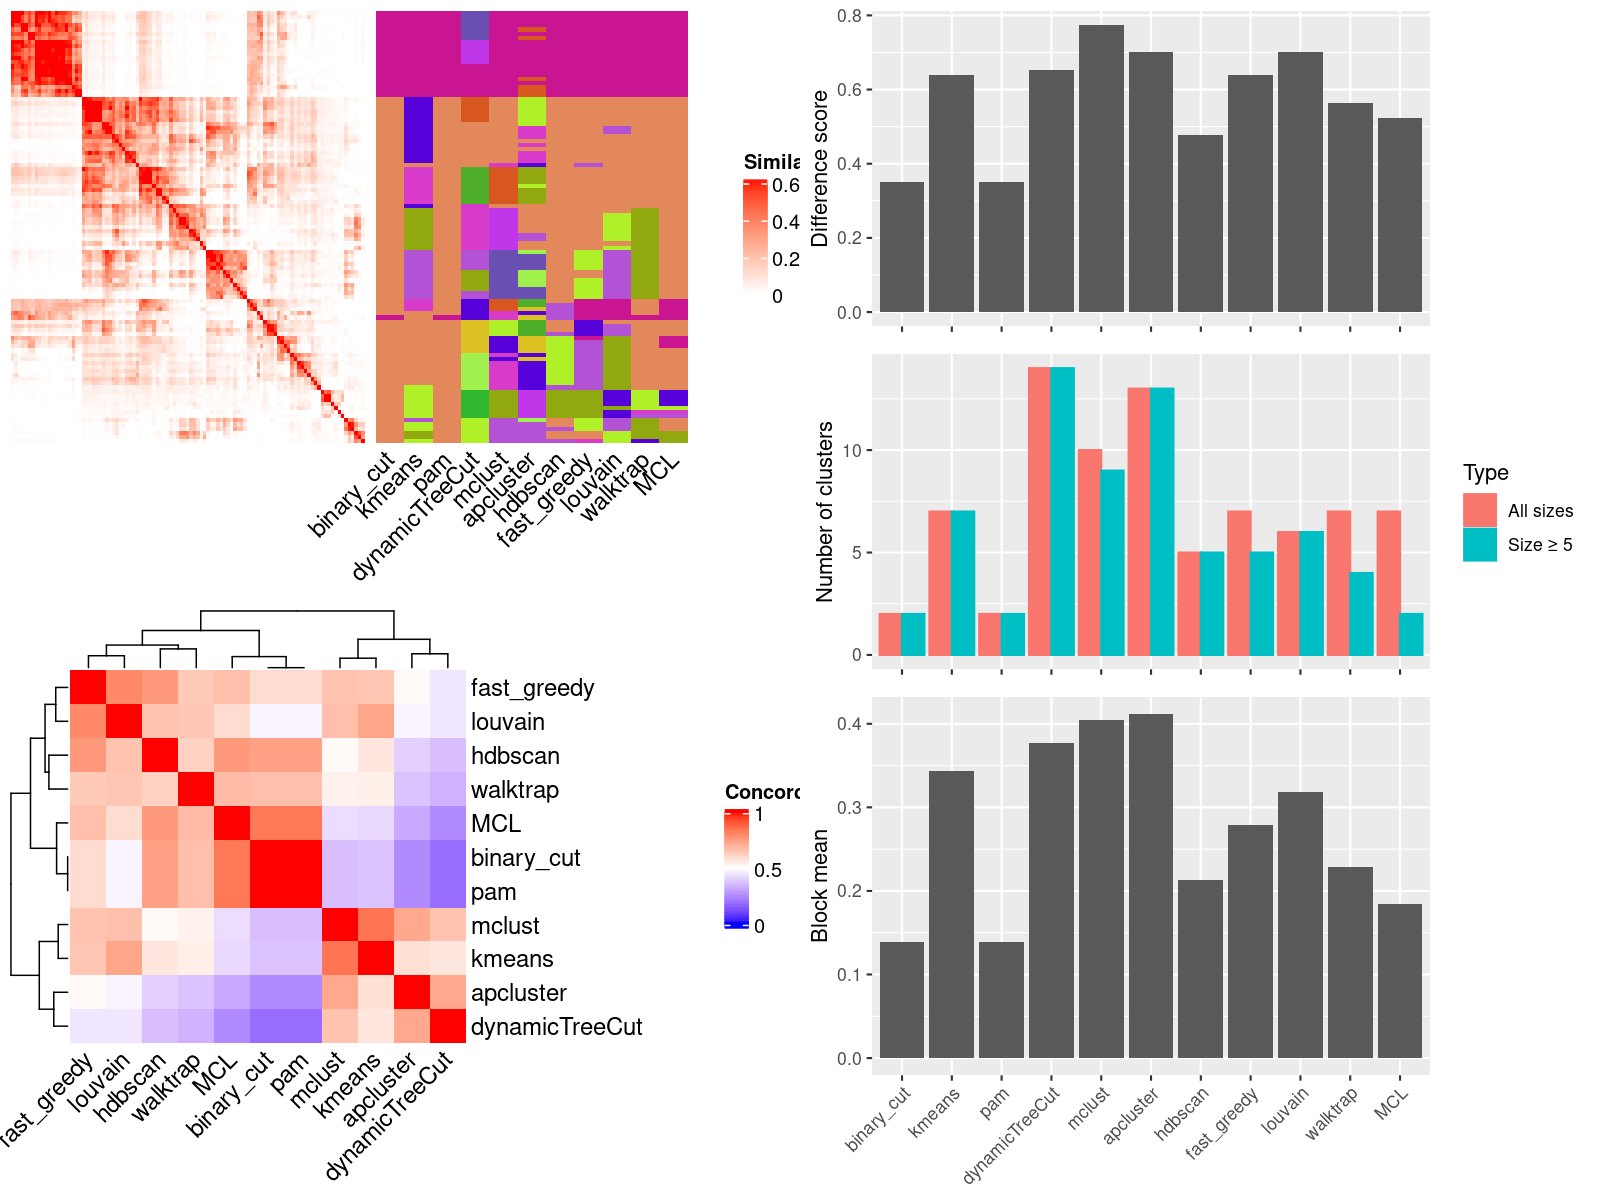 Simila
0.6
0.4
0.2
0
binary_cut
kmeans
pam
dynamicTreeCut
mclust
apcluster
hdbscan
fast_greedy
louvain
walktrap
MCL
fast_greedy
louvain
hdbscan
walktrap
MCL
binary_cut
pam
mclust
kmeans
apcluster
dynamicTreeCut
Concord
1
0.5
0
fast_greedy
louvain
hdbscan
walktrap
MCL
binary_cut
pam
mclust
kmeans
apcluster
dynamicTreeCut
Difference score
0.8
0.6
0.4
0.2
0.0
Number of clusters
10
5
0
Type
All sizes
Size ≥ 5
Block mean
0.4
0.3
0.2
0.1
0.0
binary_cut
kmeans
pam
dynamicTreeCut
mclust
apcluster
hdbscan
fast_greedy
louvain
walktrap
MCL